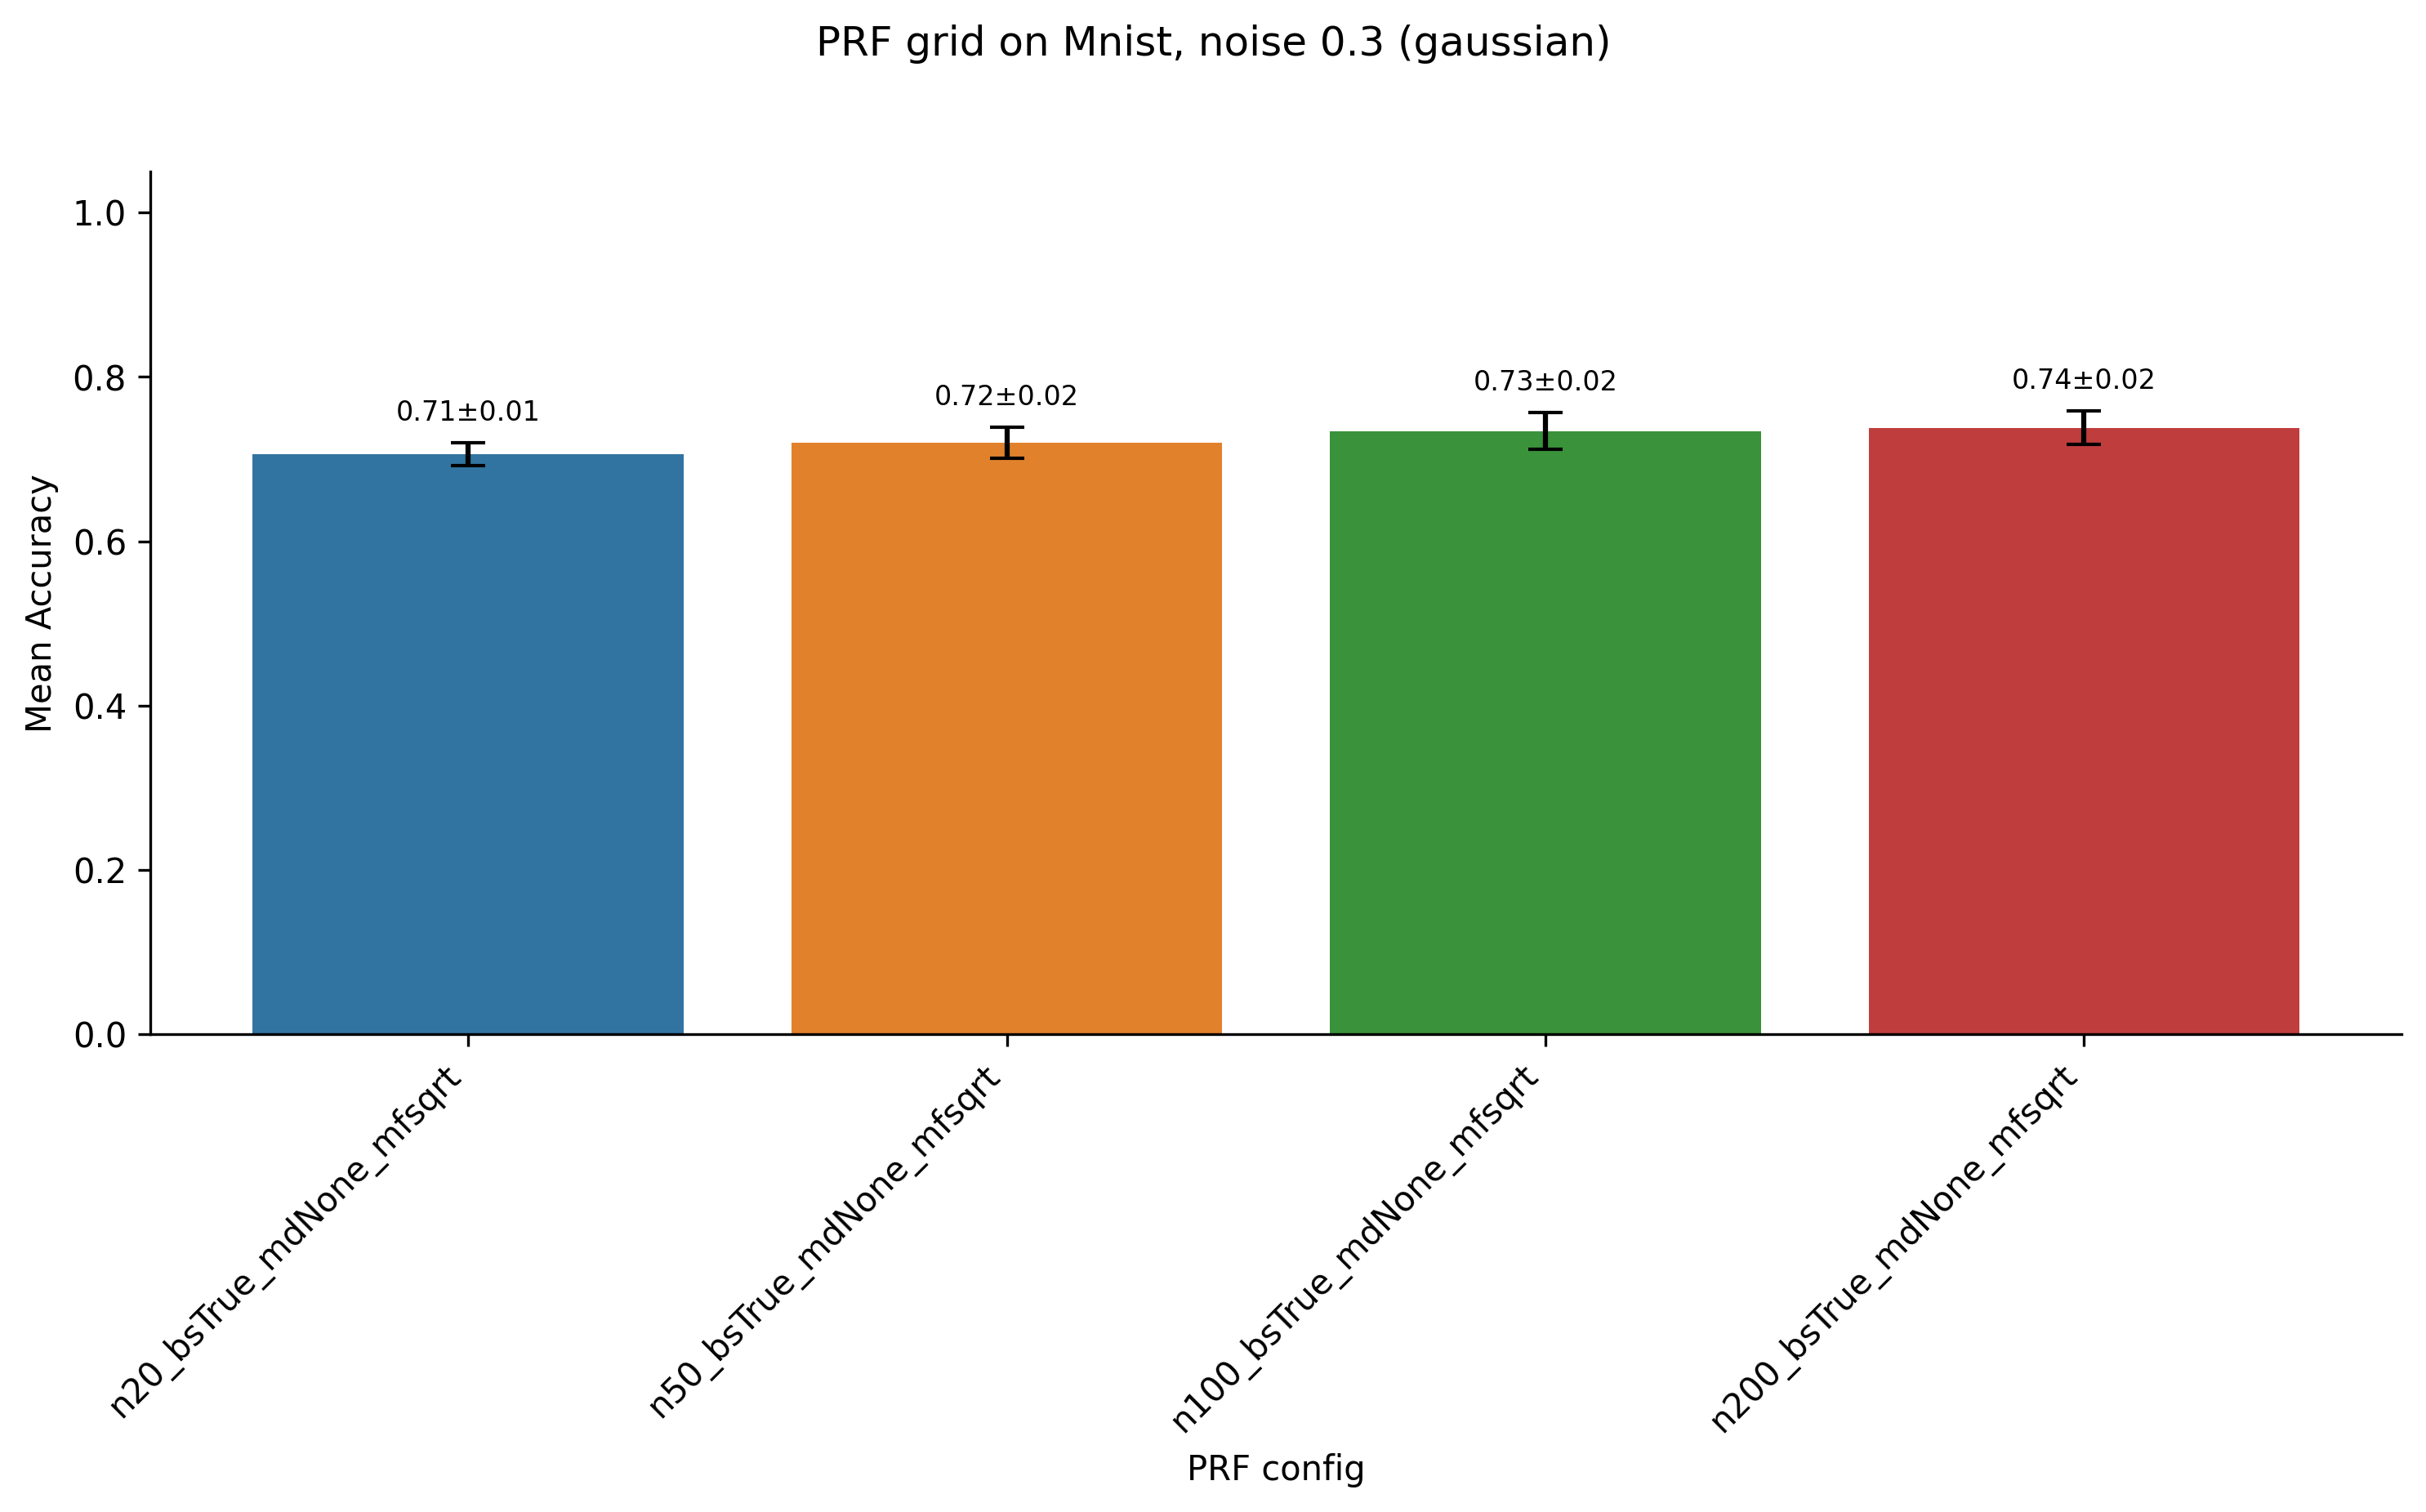 PRF grid on Mnist, noise 0.3 (gaussian)
Mean Accuracy
1.0
0.8
0.6
0.4
0.2
0.0
0.71±0.01
0.72±0.02
0.73±0.02
0.74±0.02
n20_bsTrue_mdNone_mfsqrt
n50_bsTrue_mdNone_mfsqrt
n100_bsTrue_mdNone_mfsqrt
n200_bsTrue_mdNone_mfsqrt
PRF config